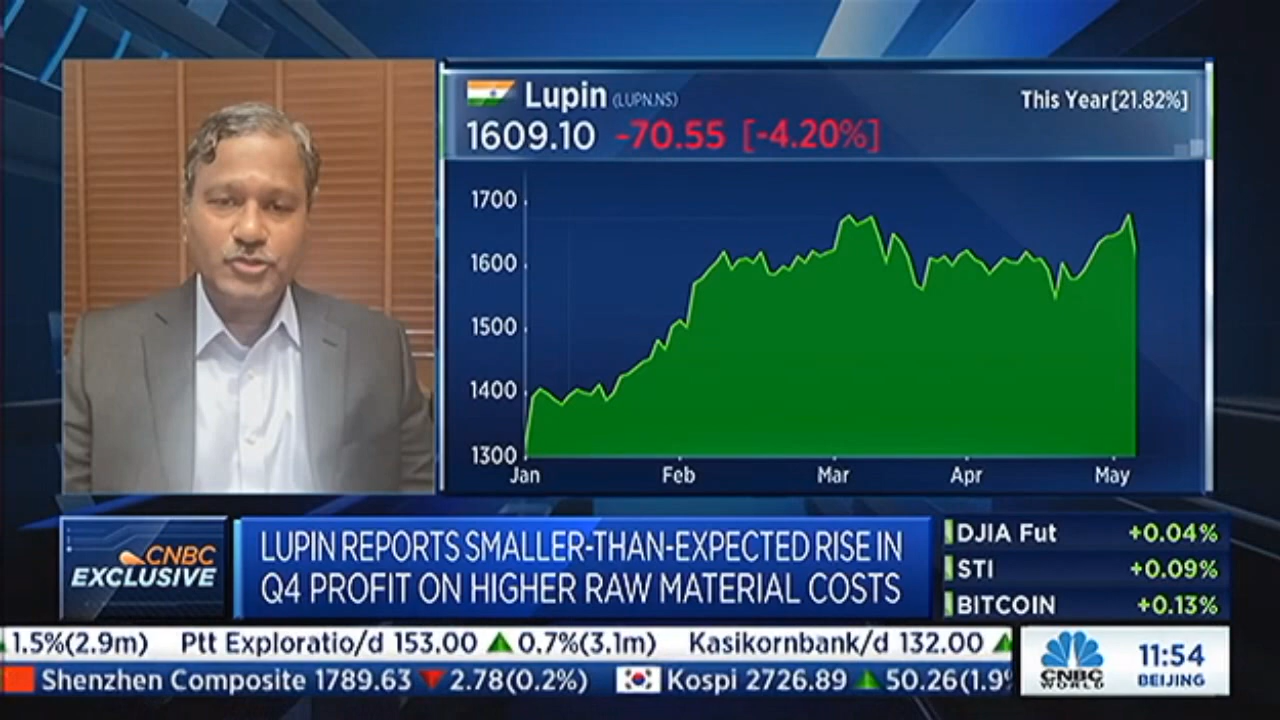 Lupin (LUPN.NS)
This Year[21.82%]
1609.10 -70.55 [-4.20%]
1700
1600
1500
1400
1300
Jan Feb Mar Apr May
CNBC
EXCLUSIVE
LUPIN REPORTS SMALLER-THAN-EXPECTED RISE IN
Q4 PROFIT ON HIGHER RAW MATERIAL COSTS
DJIA Fut +0.04%
STI +0.09%
BITCOIN +0.13%
1.5%(2.9m) Ptt Exploratio/d 153.00 ▲0.7%(3.1m) Kasikornbank/d 132.00 ▲
Shenzhen Composite 1789.63 ▼2.78(0.2%) Kospi 2726.89 ▲50.26(1.9%
CNBC
WORLD
11:54
BEIJING